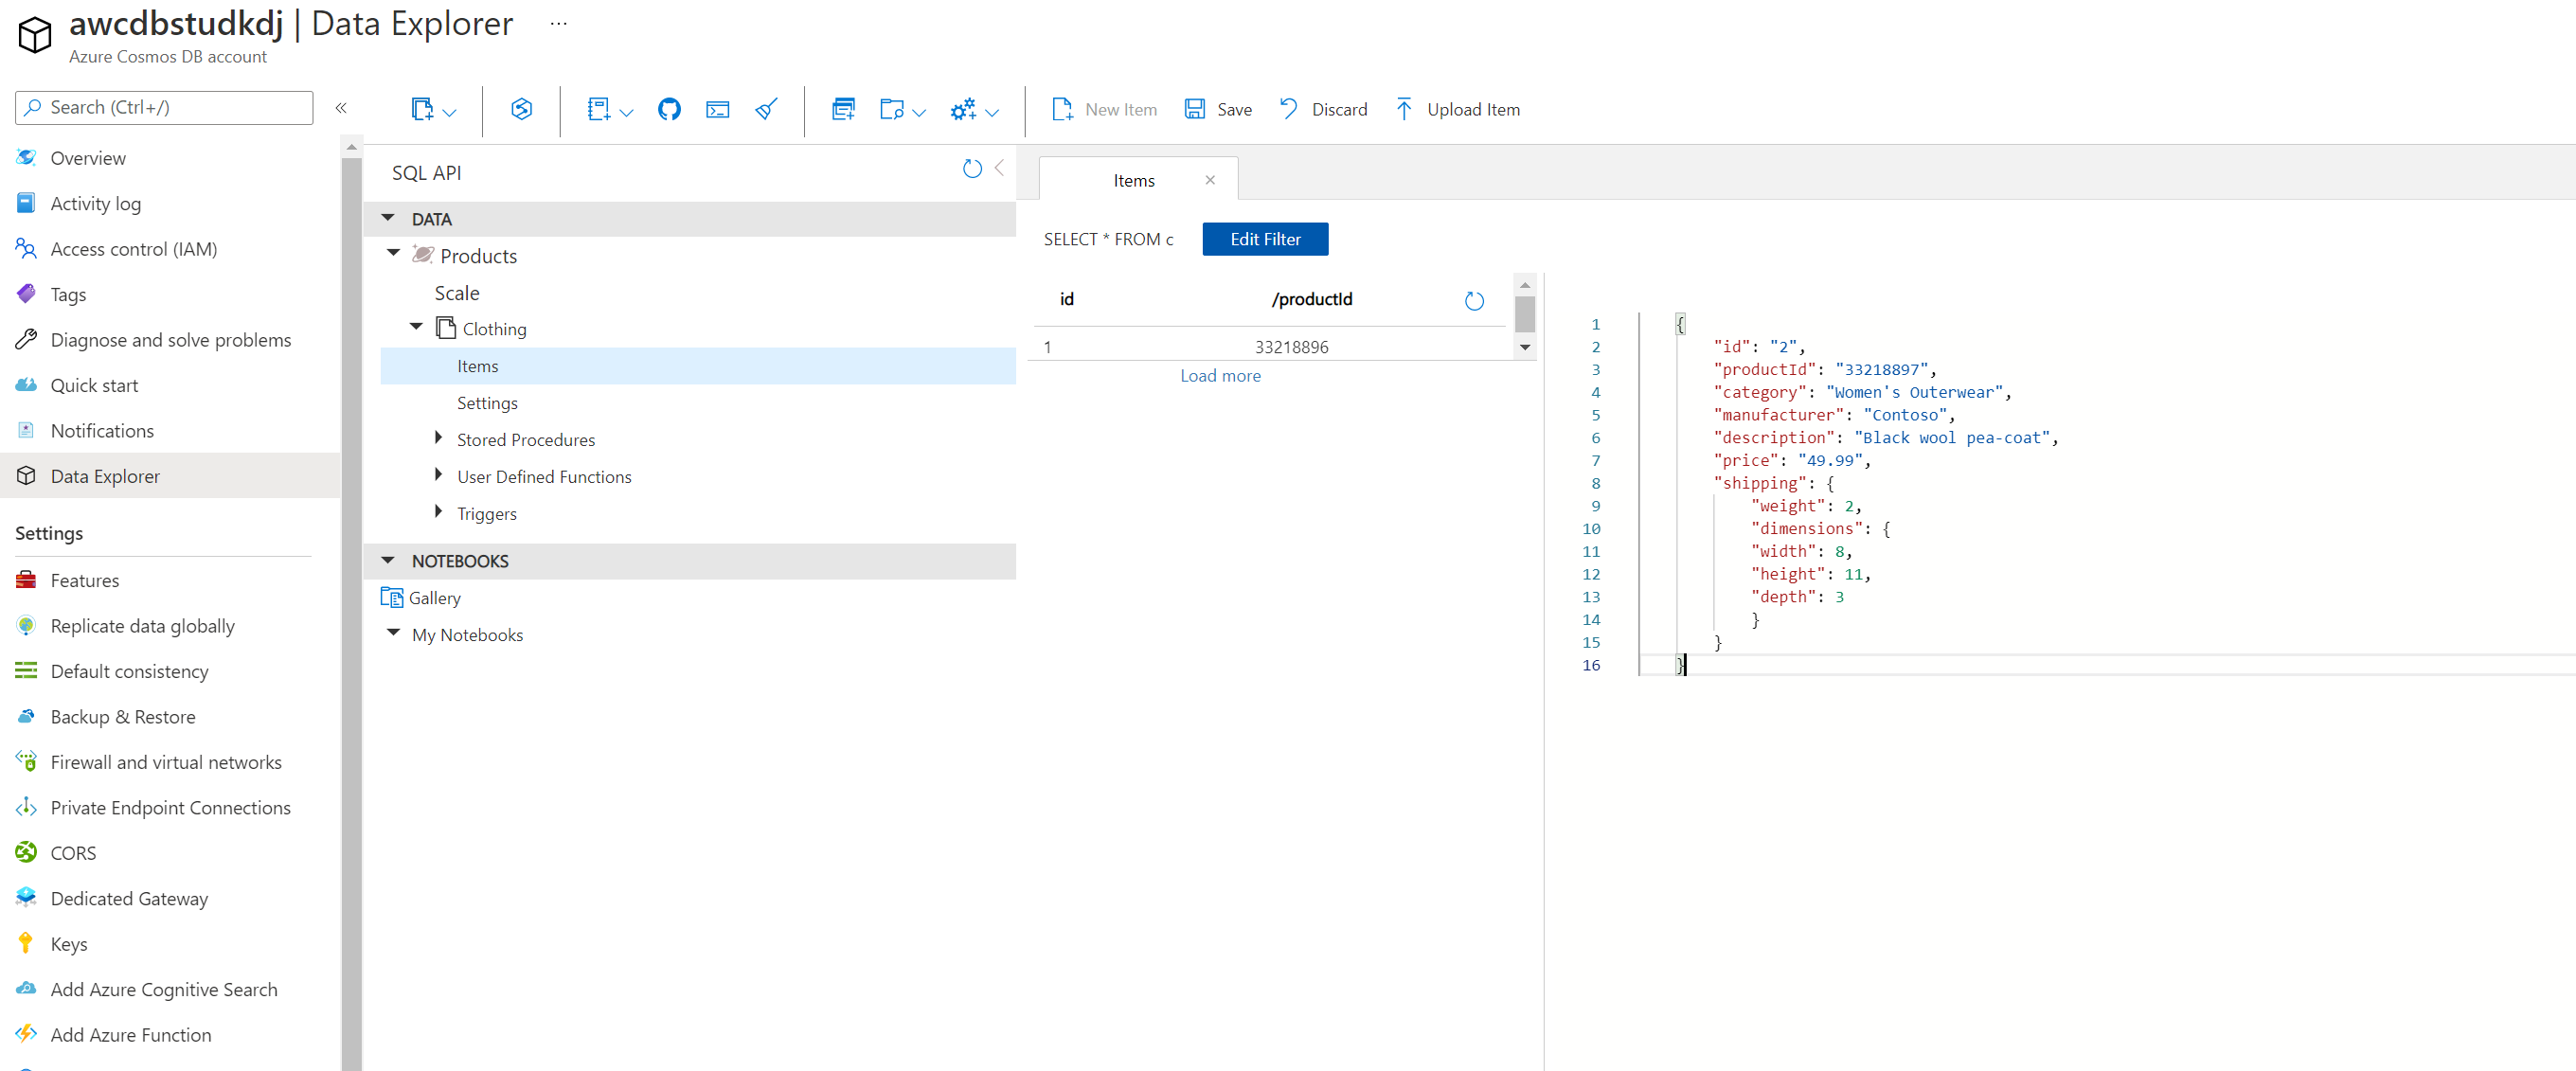 awcdbstudkdj | Data Explorer ...
Azure Cosmos DB account
Search (Ctrl+/)
«
Overview
Activity log
Access control (IAM)
Tags
Diagnose and solve problems
Quick start
Notifications
Data Explorer
Settings
Features
Replicate data globally
Default consistency
Backup & Restore
Firewall and virtual networks
Private Endpoint Connections
CORS
Dedicated Gateway
Keys
Add Azure Cognitive Search
Add Azure Function
New Item
Save
Discard
Upload Item
SQL API
DATA
Products
Scale
Clothing
Items
Settings
Stored Procedures
User Defined Functions
Triggers
NOTEBOOKS
Gallery
My Notebooks
Items
SELECT * FROM c
Edit Filter
id /productId
1 33218896
Load more
1 {
2 "id": "2",
3 "productId": "33218897",
4 "category": "Women's Outerwear",
5 "manufacturer": "Contoso",
6 "description": "Black wool pea-coat",
7 "price": "49.99",
8 "shipping": {
9 "weight": 2,
10 "dimensions": {
11 "width": 8,
12 "height": 11,
13 "depth": 3
14 }
15 }
16 }